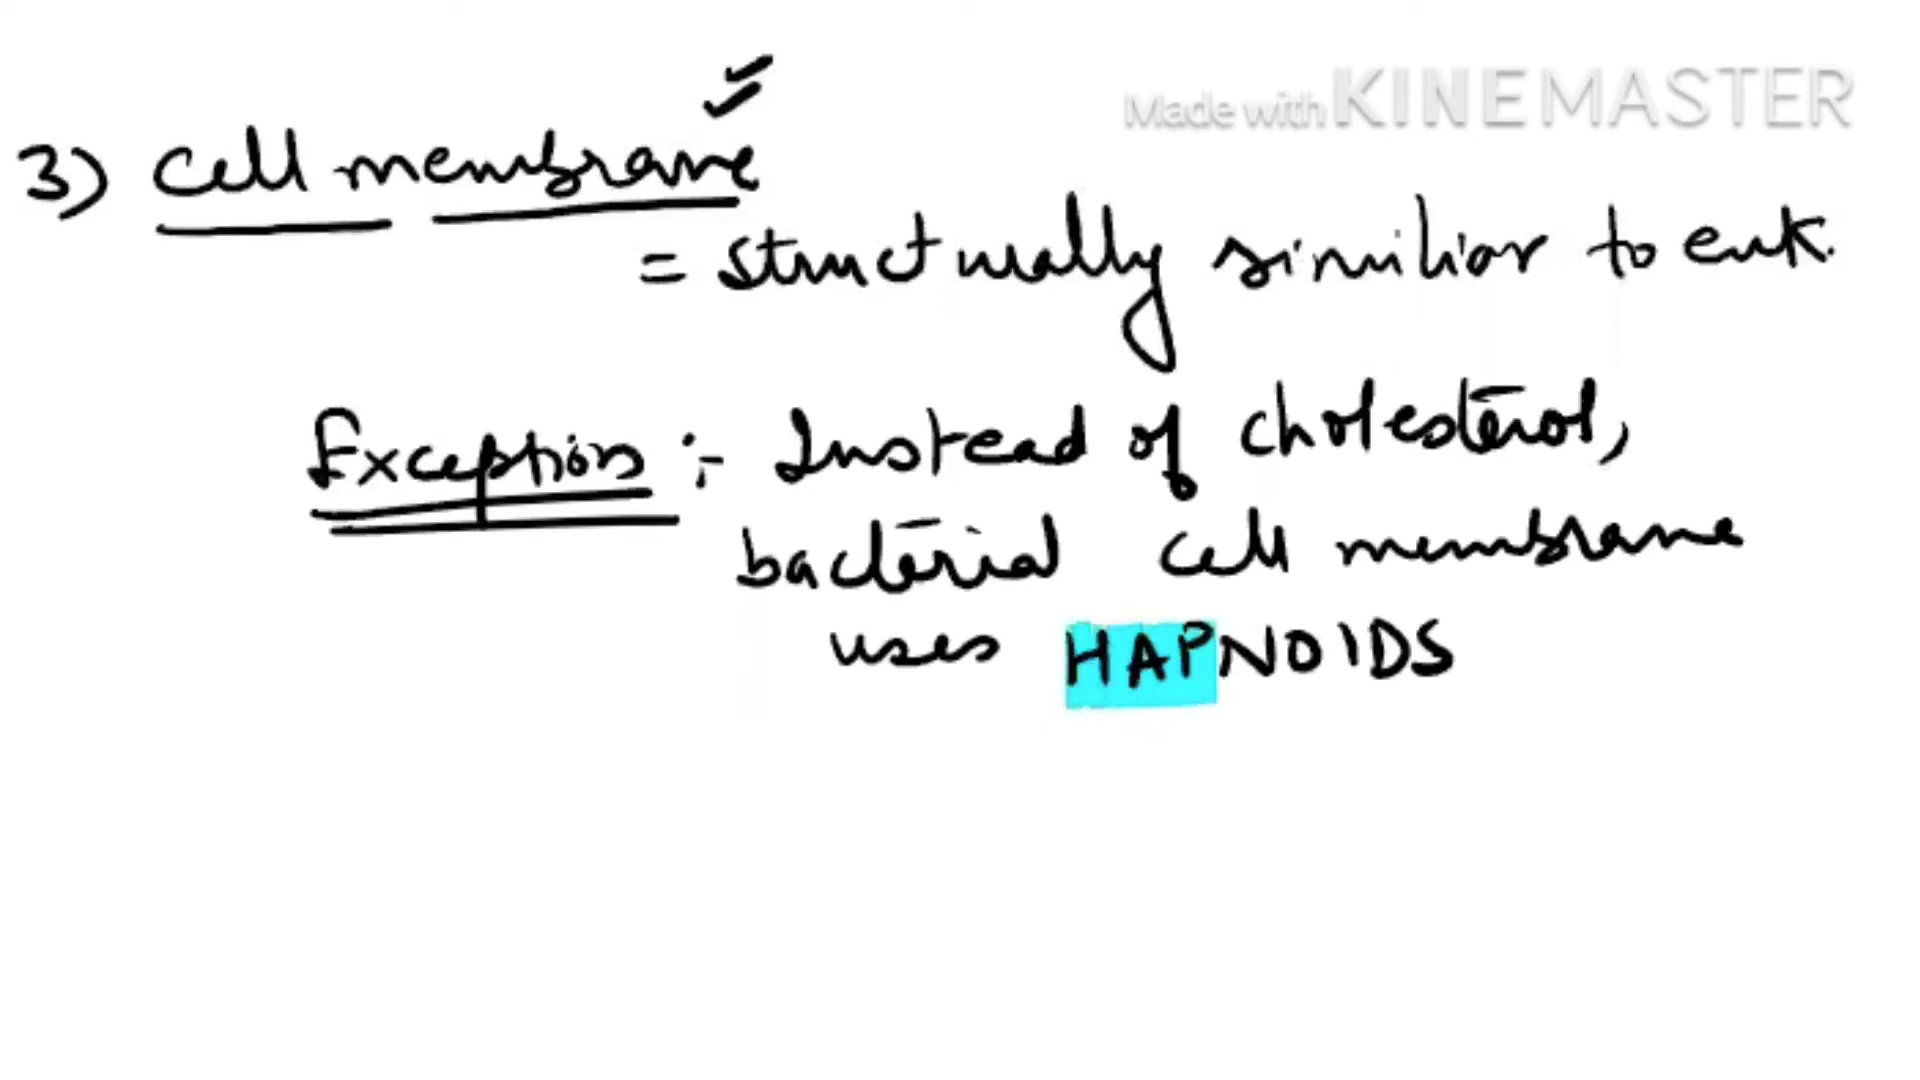 Made with KINEMASTER
3) cell membrane
= structurally similiar to euk.
Exception :- Instead of cholesterol,
bacterial cell membrane
uses HAPNOIDS